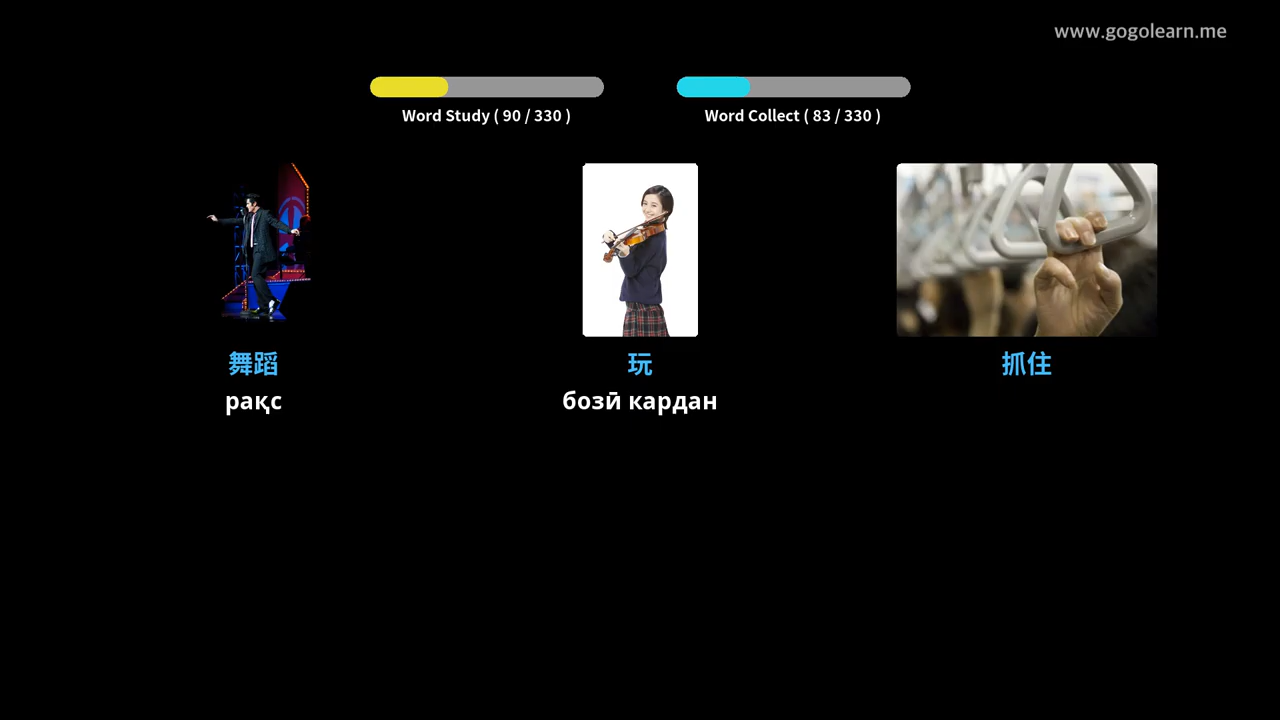 www.gogolearn.me
Word Study ( 90 / 330 )
Word Collect ( 83 / 330 )
舞蹈
рақс
玩
бозӣ кардан
抓住